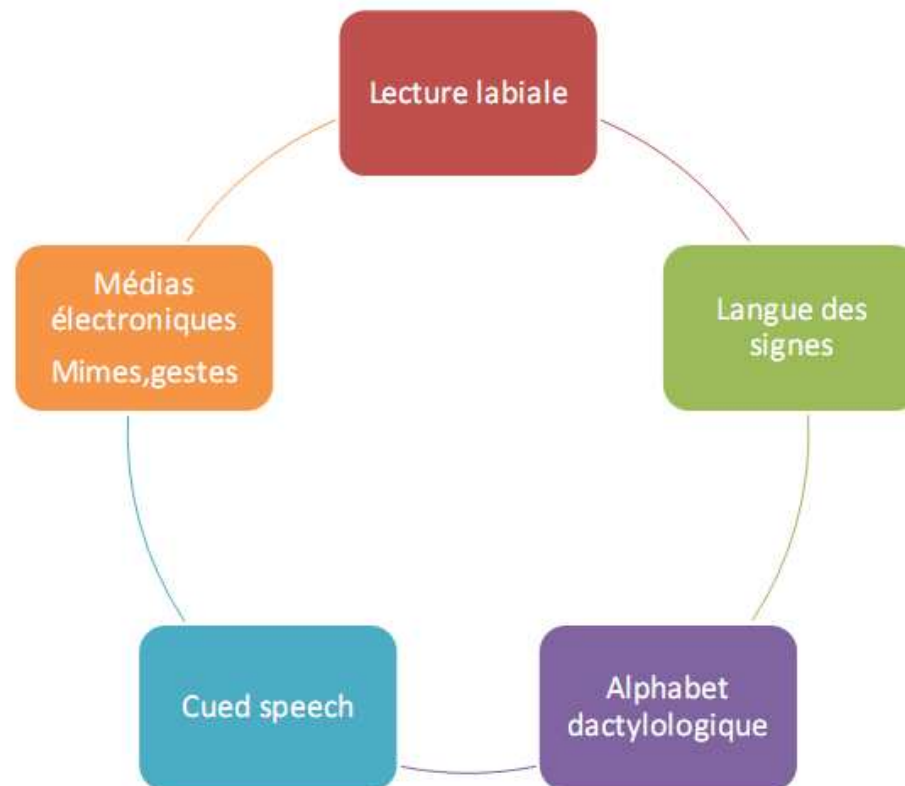 Lecture labiale
Médias
électroniques
Mimes,gestes
Langue des
signes
Cued speech
Alphabet
dactylologique